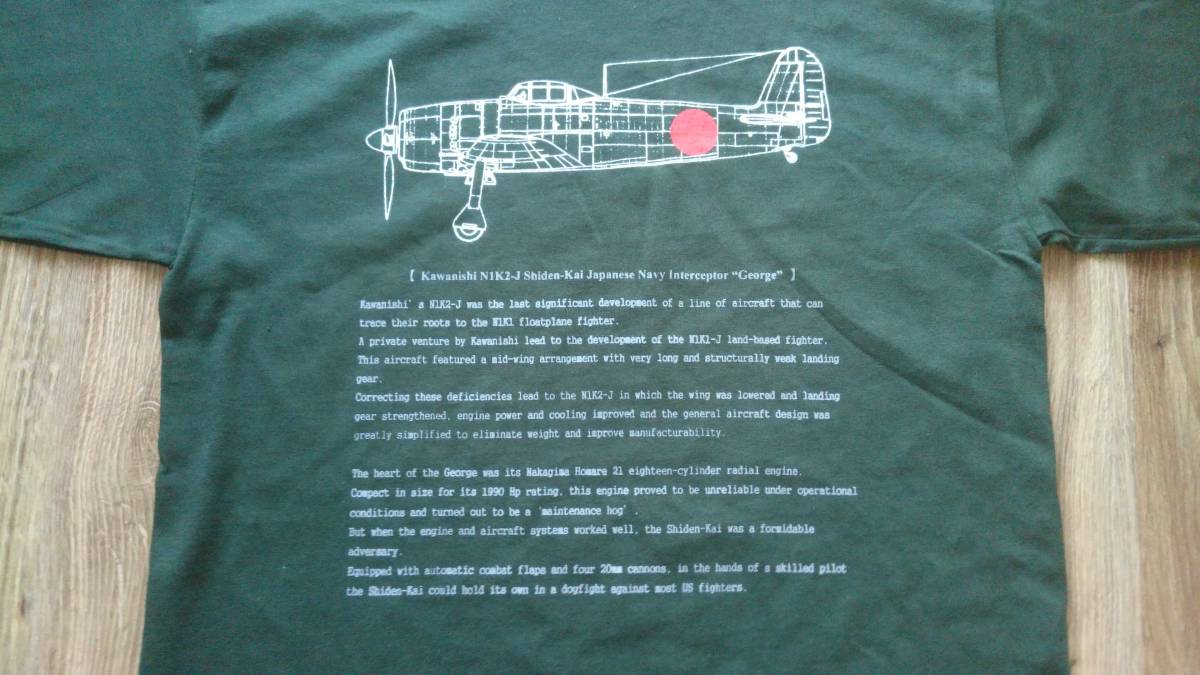 【 Kawanishi N1K2-J Shiden-Kai Japanese Navy Interceptor “George” 】
Kawanishi' s N1K2-J was the last significant development of a line of aircraft that can
trace their roots to the N1K1 floatplane fighter.
A private venture by Kawanishi lead to the development of the N1K1-J land-based fighter.
This aircraft featured a mid-wing arrangement with very long and structurally weak landing
gear.
Correcting these deficiencies lead to the N1K2-J in which the wing was lowered and landing
gear strengthened, engine power and cooling improved and the general aircraft design was
greatly simplified to eliminate weight and improve manufacturability.
The heart of the George was its Nakagima Homare 21 eighteen-cylinder radial engine.
Compect in size for its 1990 Hp rating, this engine proved to be unreliable under operational
conditions and turned out to be a 'maintenance hog' .
But when the engine and aircraft systems worked well, the Shiden-Kai was a formidable
adversary.
Equipped with automatic combat flaps and four 20mm cannons, in the hands of a skilled pilot
the Shiden-Kai could hold its own in a dogfight against most US fighters.